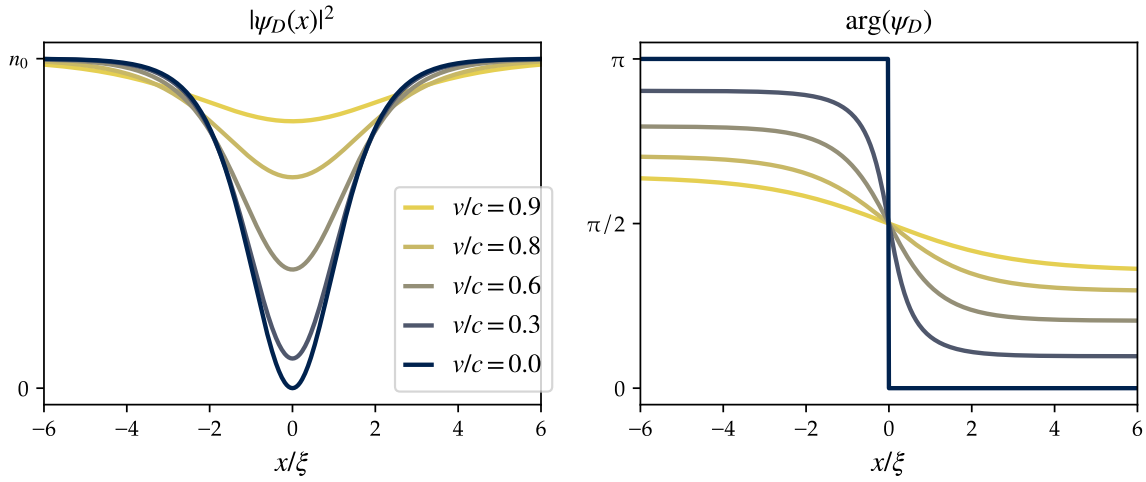 |ψ_D(x)|²
n₀
0
−6 −4 −2 0 2 4 6
x/ξ
v/c = 0.9
v/c = 0.8
v/c = 0.6
v/c = 0.3
v/c = 0.0
arg(ψ_D)
π
π/2
0
−6 −4 −2 0 2 4 6
x/ξ